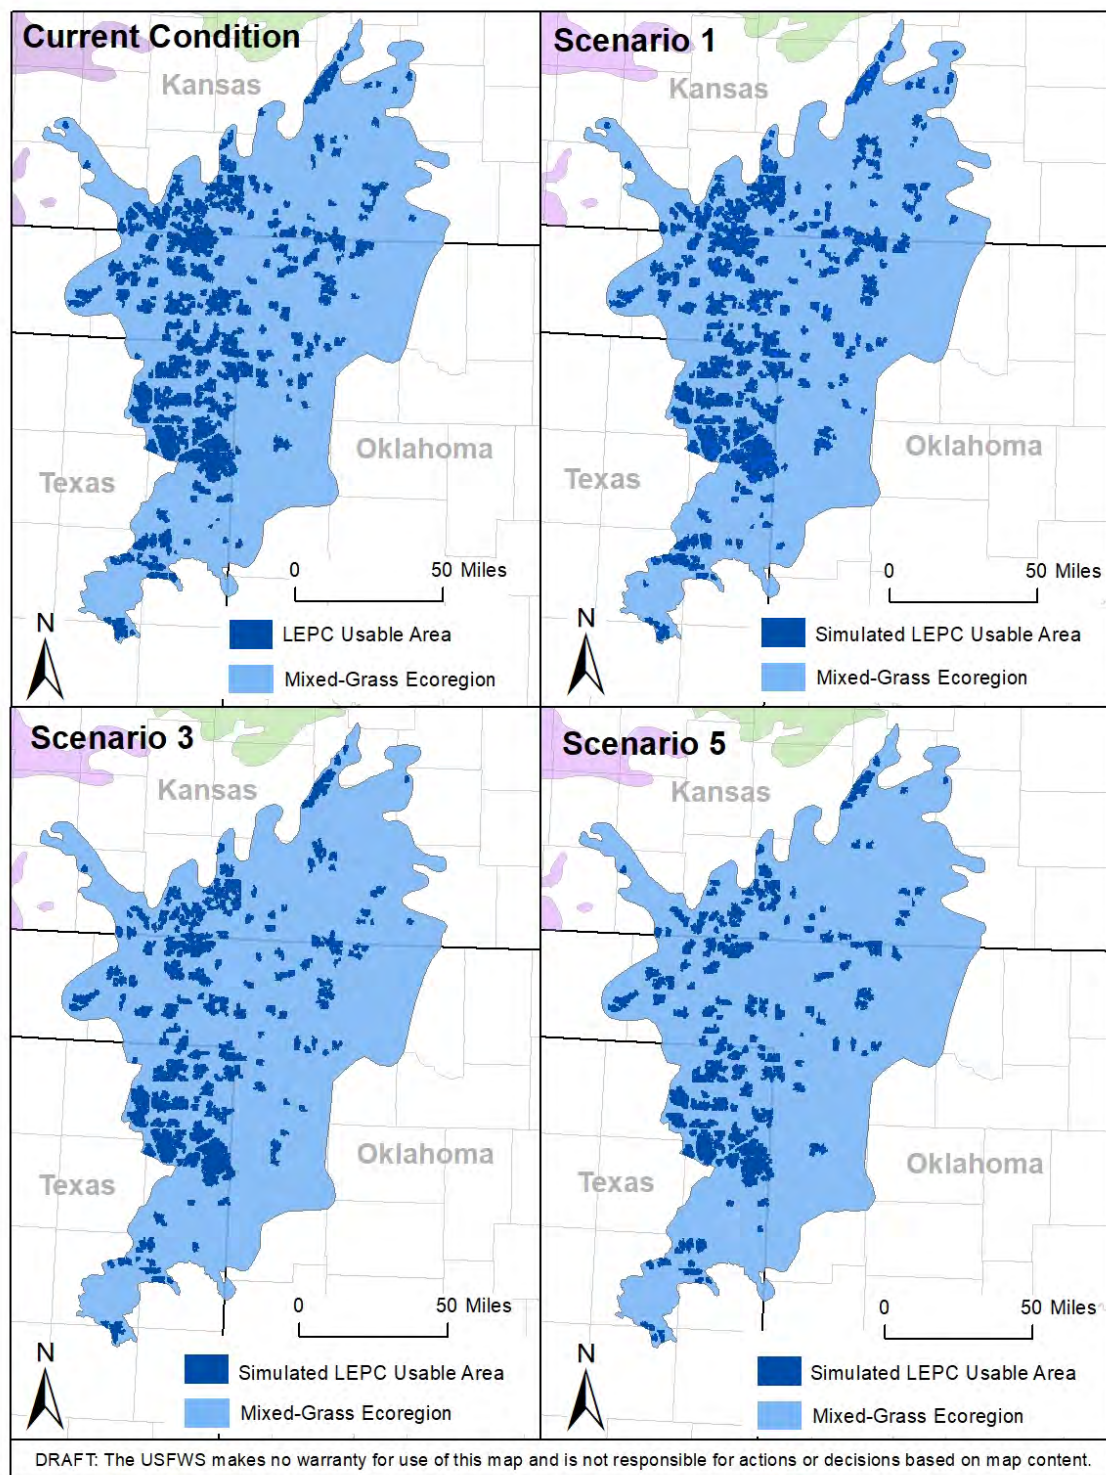 Current Condition
Kansas
Oklahoma
Texas
0 50 Miles
N
LEPC Usable Area
Mixed-Grass Ecoregion
Scenario 1
Kansas
Oklahoma
Texas
0 50 Miles
N
Simulated LEPC Usable Area
Mixed-Grass Ecoregion
Scenario 3
Kansas
Oklahoma
Texas
0 50 Miles
N
Simulated LEPC Usable Area
Mixed-Grass Ecoregion
Scenario 5
Kansas
Oklahoma
Texas
0 50 Miles
N
Simulated LEPC Usable Area
Mixed-Grass Ecoregion
DRAFT: The USFWS makes no warranty for use of this map and is not responsible for actions or decisions based on map content.